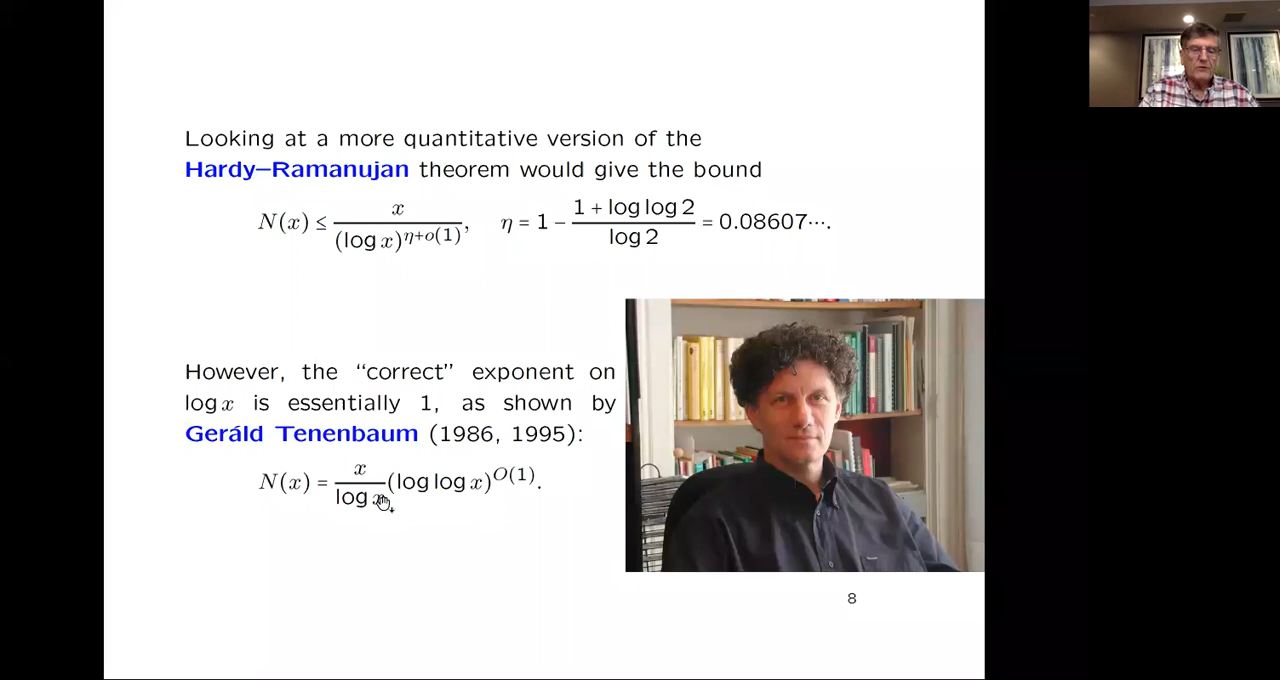 Looking at a more quantitative version of the
Hardy–Ramanujan theorem would give the bound
N(x) ≤ x / (log x)^{η+o(1)}, η = 1 − (1 + log log 2) / log 2 = 0.08607⋯.
However, the “correct” exponent on
log x is essentially 1, as shown by
Geráld Tenenbaum (1986, 1995):
N(x) = x / log x (log log x)^{O(1)}.
8